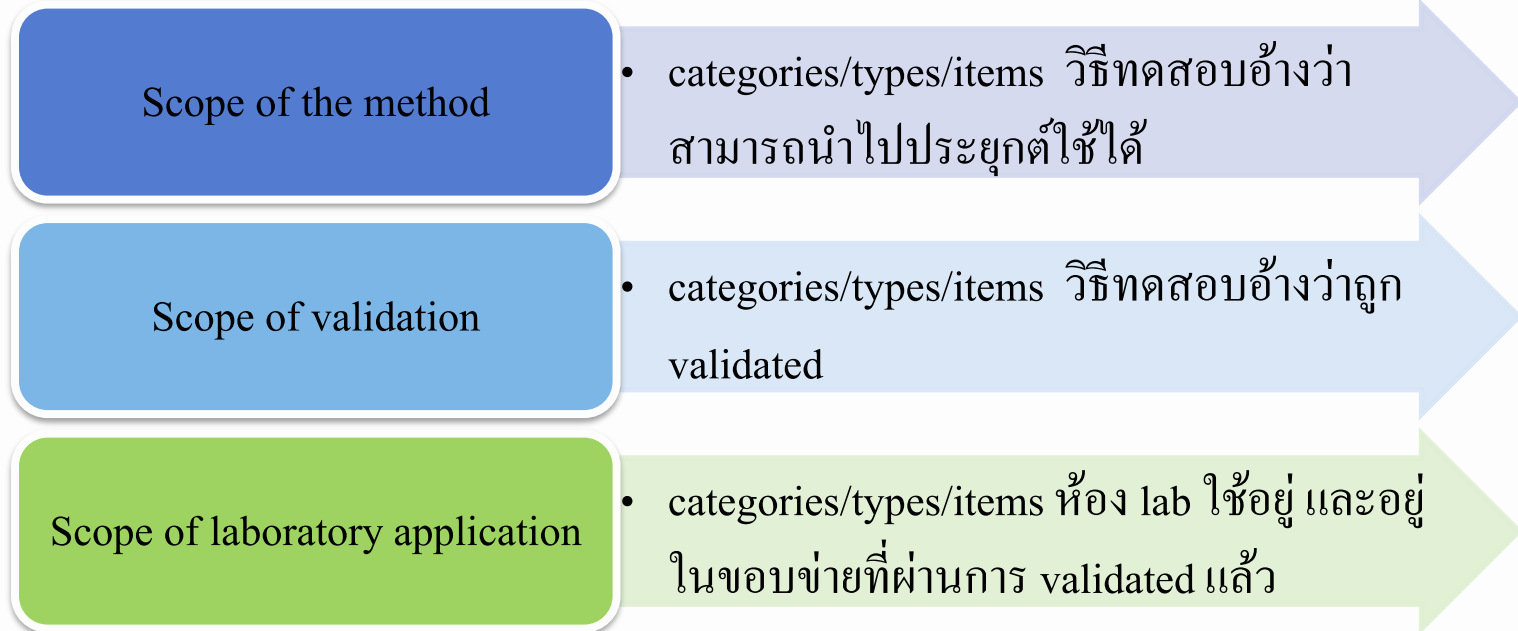 Scope of the method
• categories/types/items วิธีทดสอบอ้างว่า
สามารถนำไปประยุกต์ใช้ได้
Scope of validation
• categories/types/items วิธีทดสอบอ้างว่าถูก
validated
Scope of laboratory application
• categories/types/items ห้อง lab ใช้อยู่ และอยู่
ในขอบข่ายที่ผ่านการ validated แล้ว